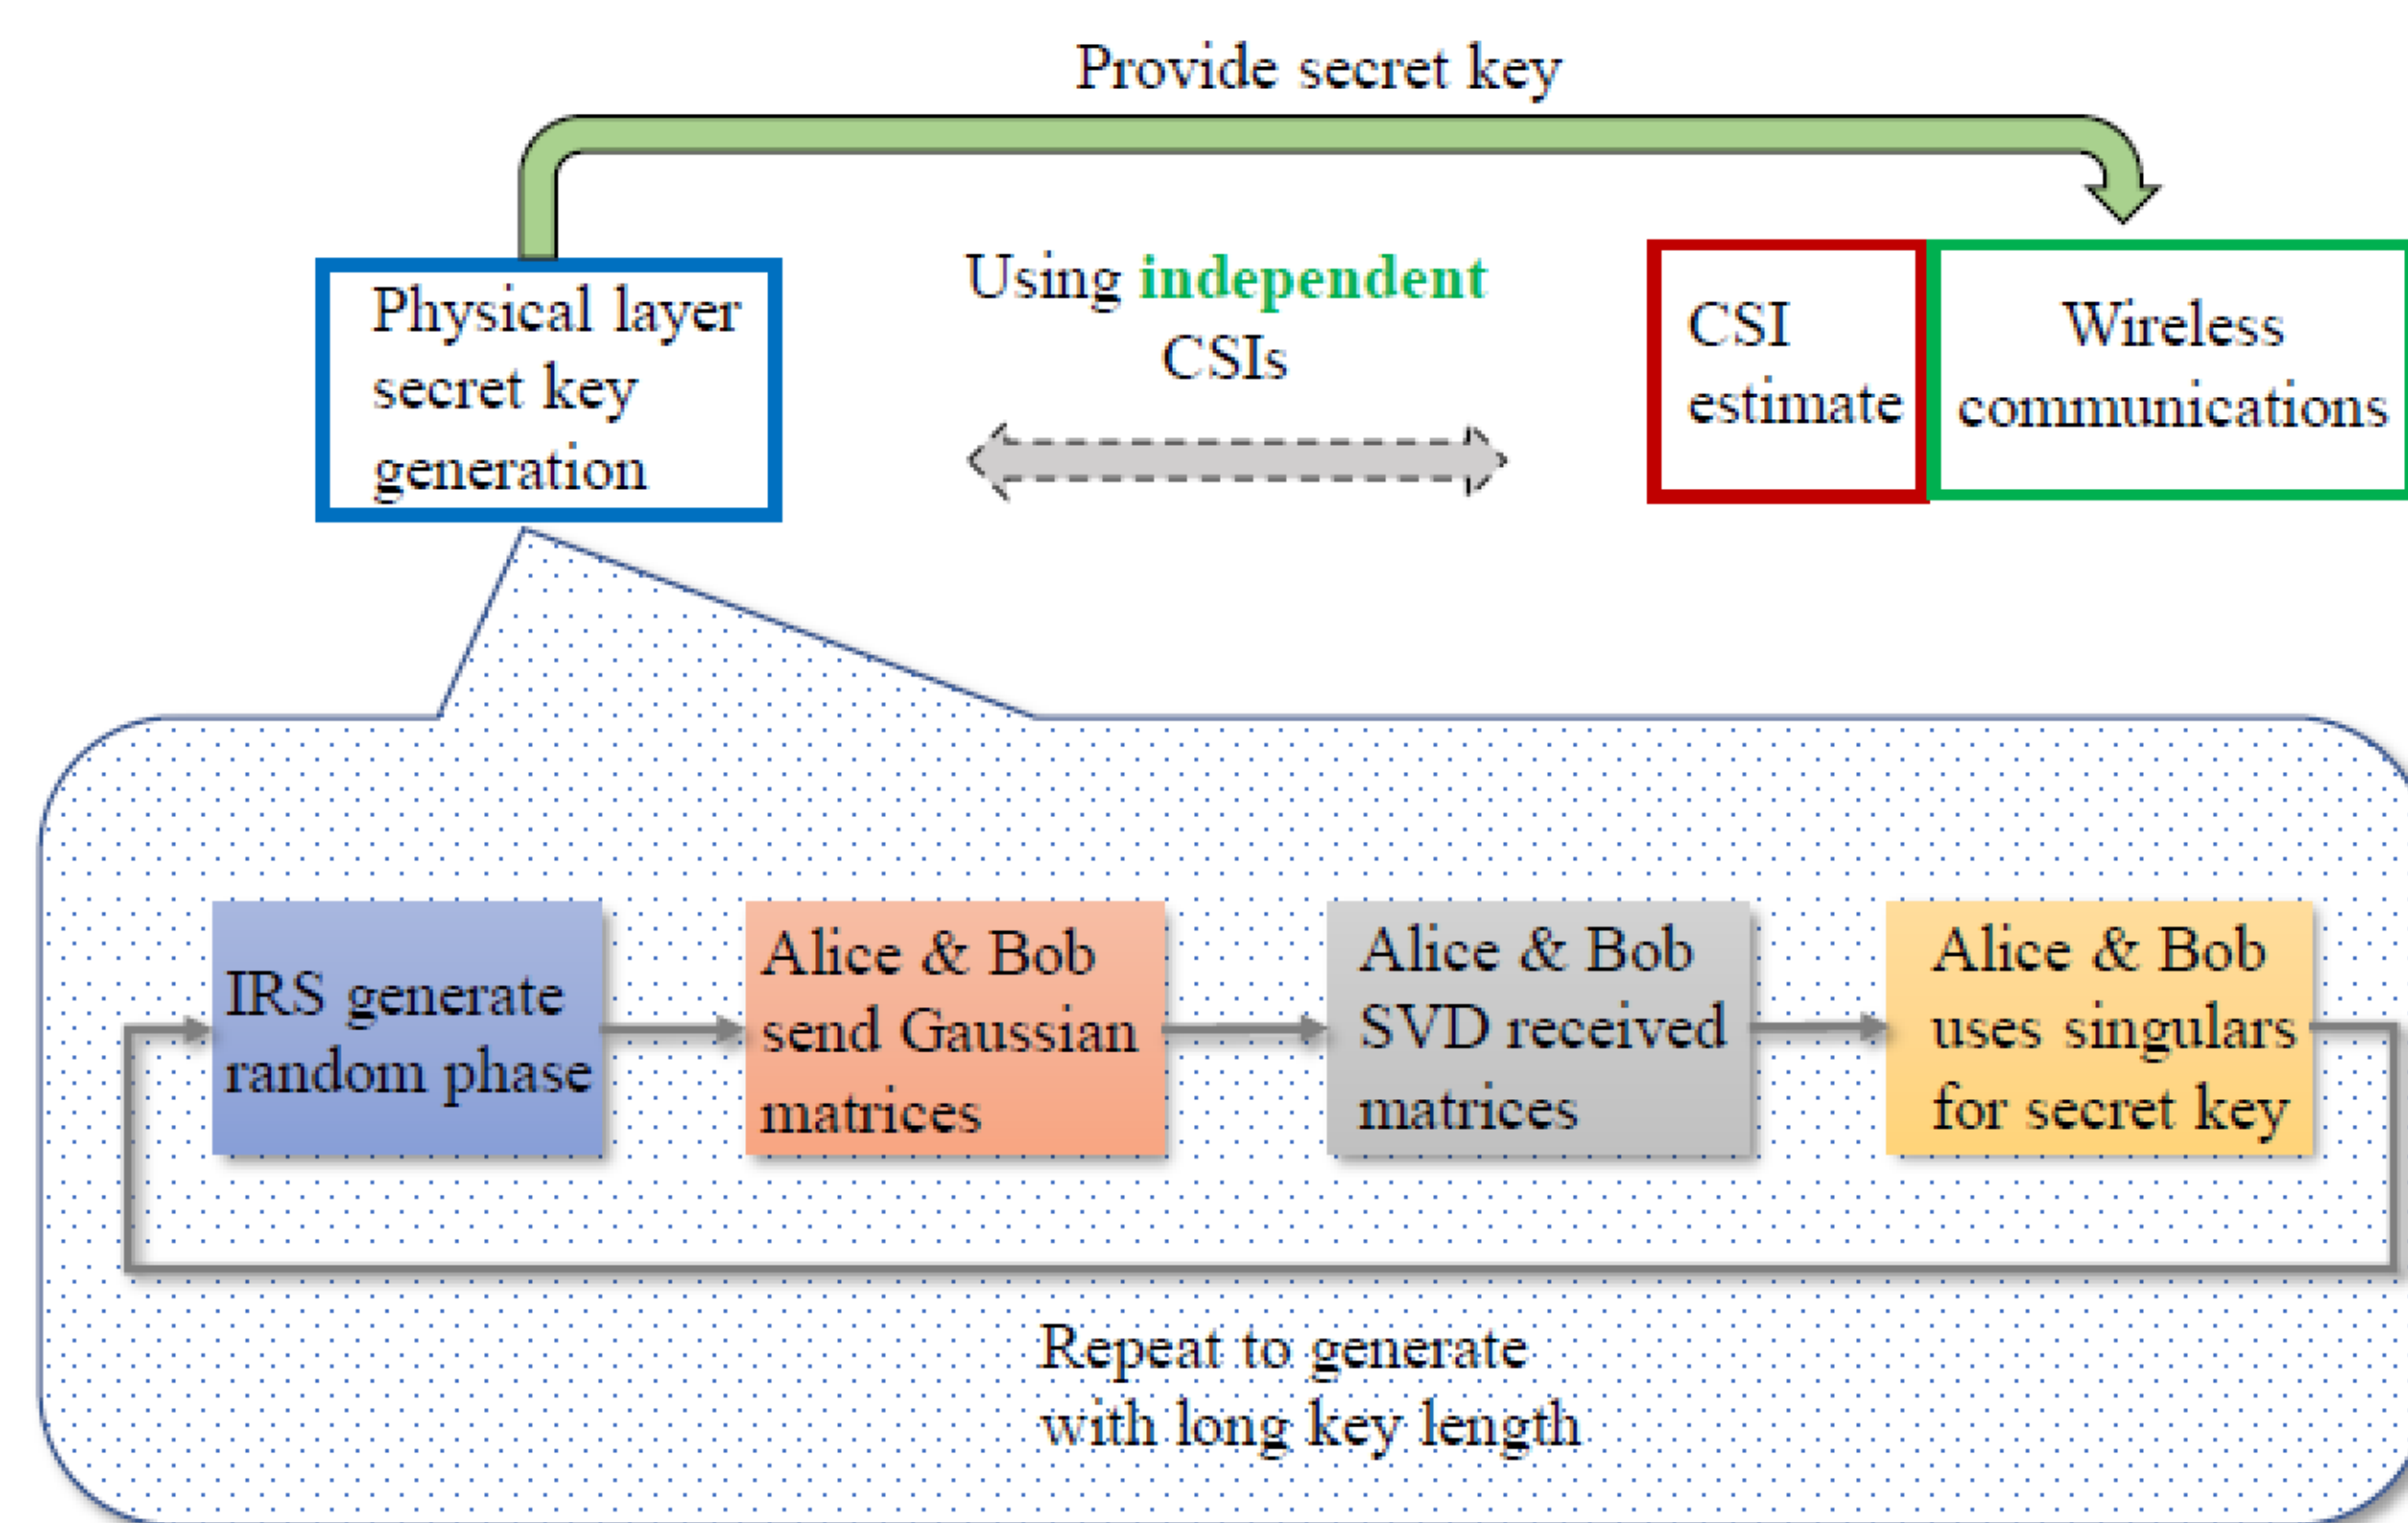 Provide secret key
Physical layer
secret key
generation
Using independent
CSIs
CSI
estimate
Wireless
communications
IRS generate
random phase
Alice & Bob
send Gaussian
matrices
Alice & Bob
SVD received
matrices
Alice & Bob
uses singulars
for secret key
Repeat to generate
with long key length